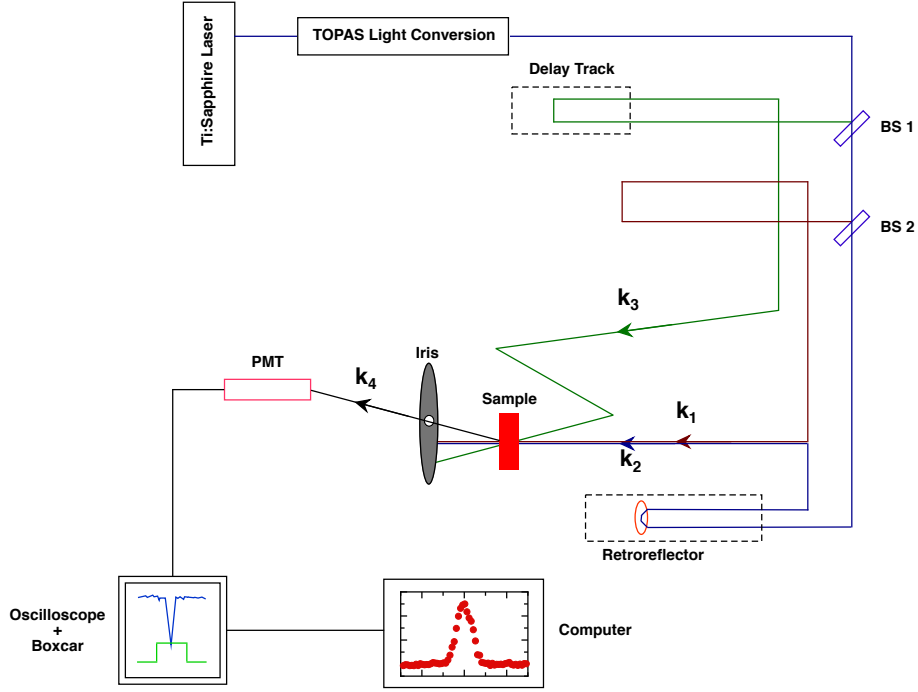 Ti:Sapphire Laser
TOPAS Light Conversion
Delay Track
BS 1
BS 2
k3
Iris
PMT
k4
Sample
k1
k2
Retroreflector
Oscilloscope
+
Boxcar
Computer